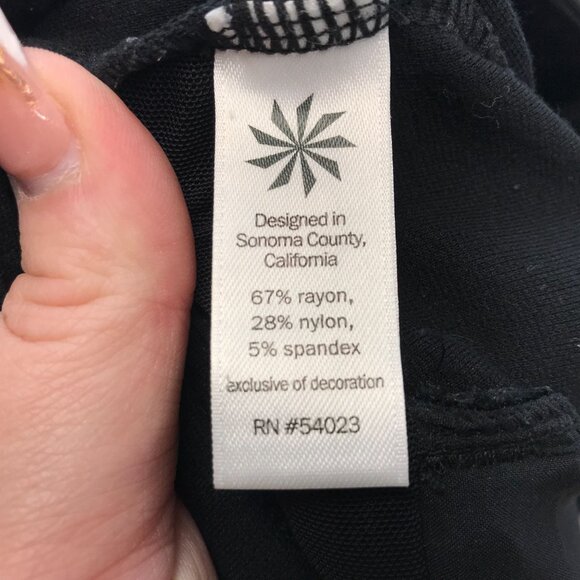 Designed in
Sonoma County,
California
67% rayon,
28% nylon,
5% spandex
exclusive of decoration
RN #54023